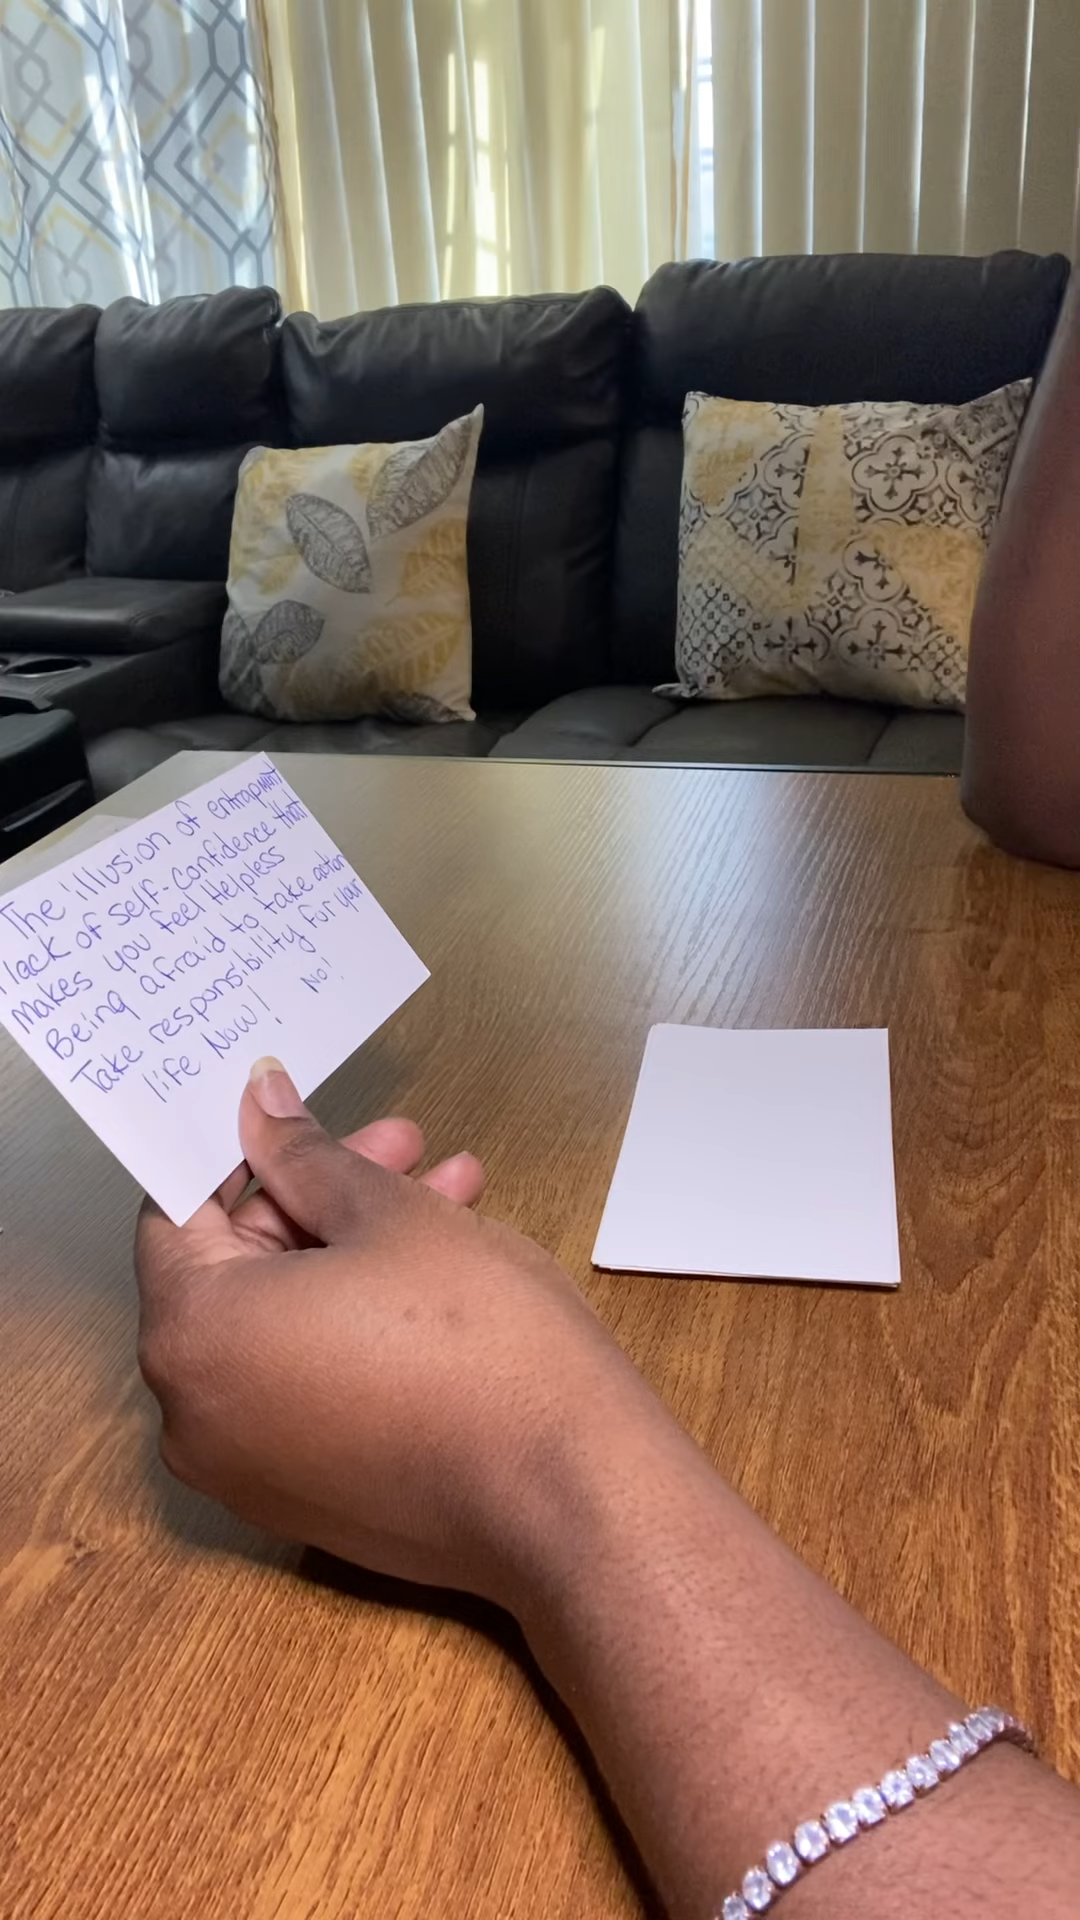 The illusion of entrapment
lack of self-confidence that
makes you feel Helpless
Being afraid to take action
Take responsibility for your
life Now! No!